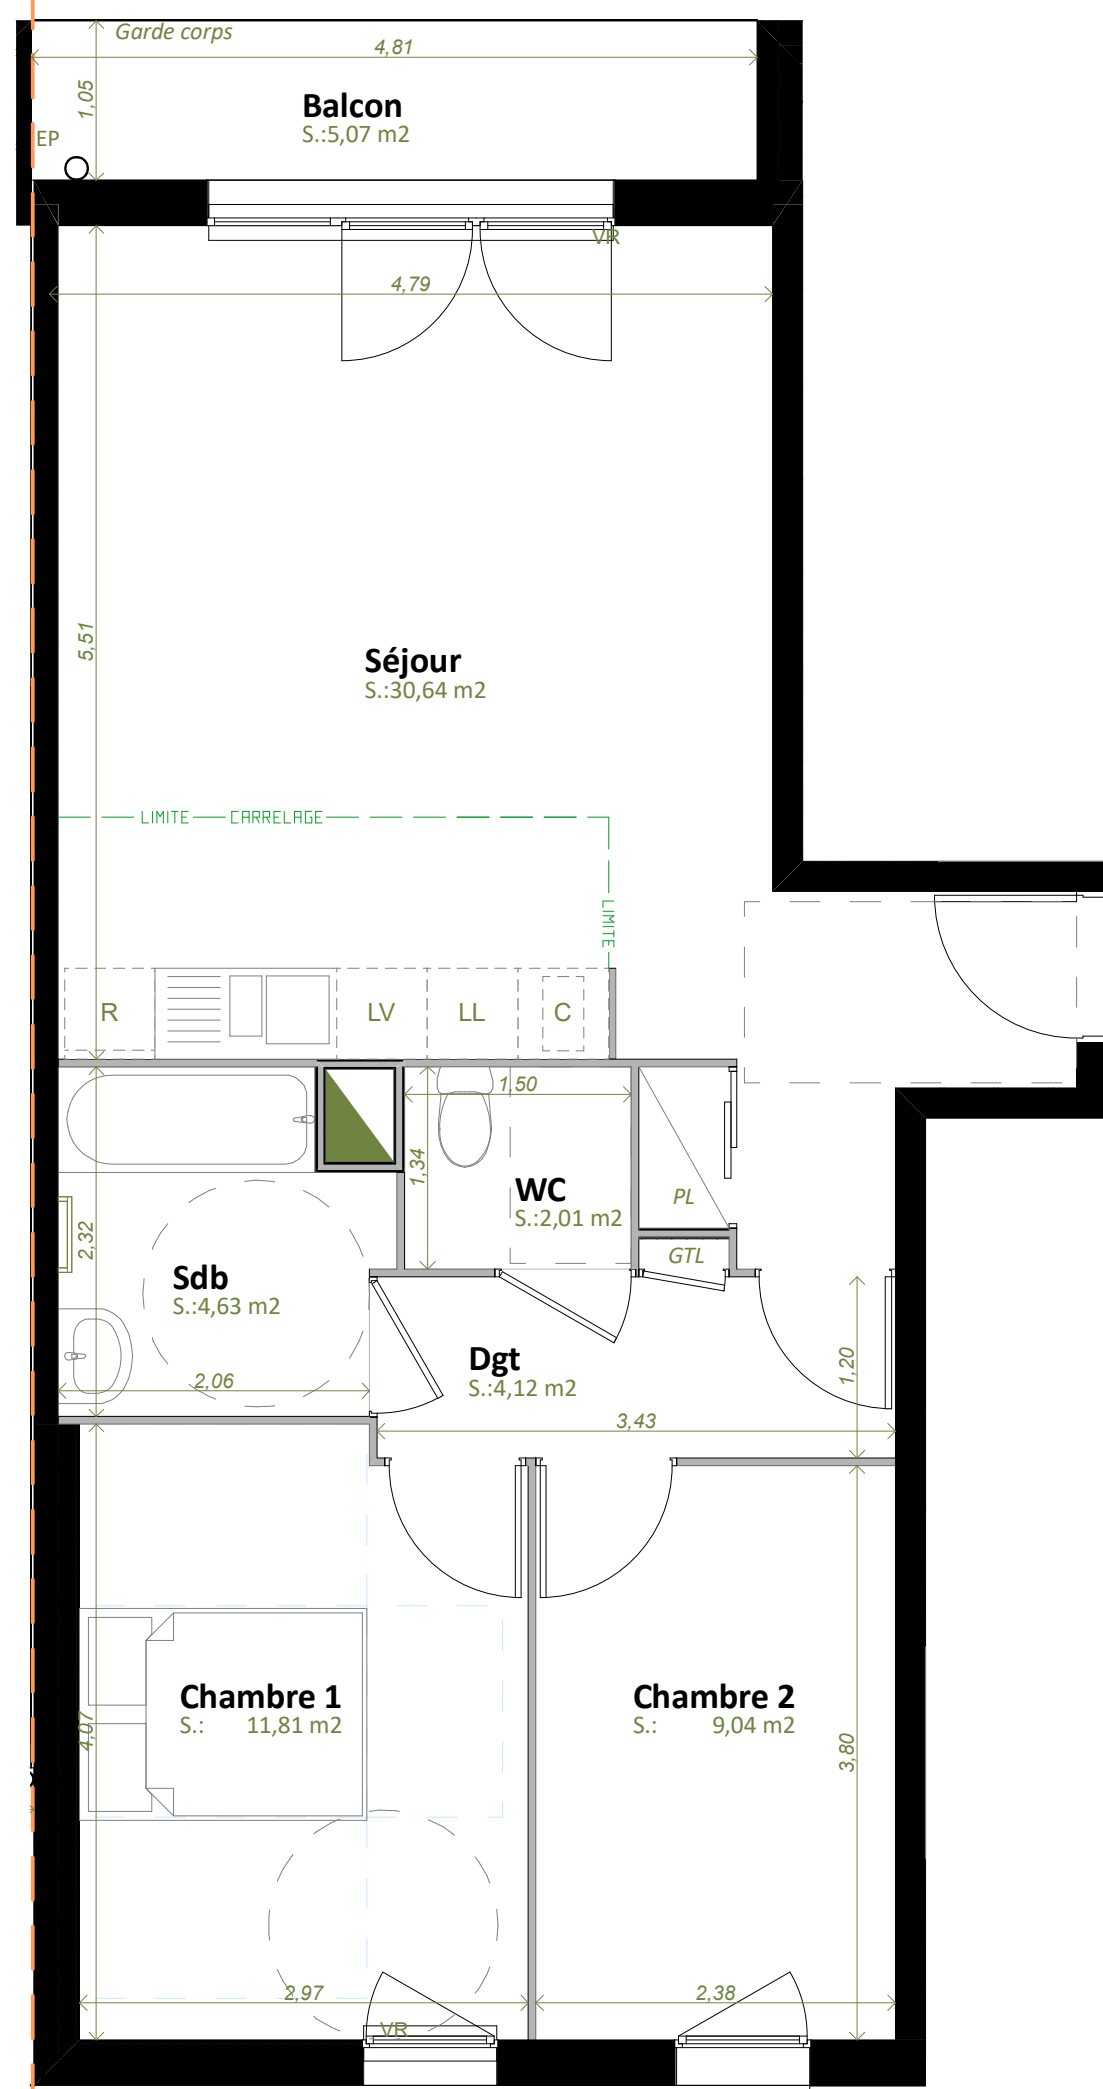 Garde corps
4,81
1,05
Balcon
S.:5,07 m2
EP
VR
4,79
5,51
Séjour
S.:30,64 m2
LIMITE CARRELAGE
LIMITE
R
LV
LL
C
1,50
1,34
WC
S.:2,01 m2
PL
GTL
2,32
Sdb
S.:4,63 m2
2,06
Dgt
S.:4,12 m2
1,20
3,43
Chambre 1
S.: 11,81 m2
4,07
Chambre 2
S.: 9,04 m2
3,80
2,97
2,38
VR